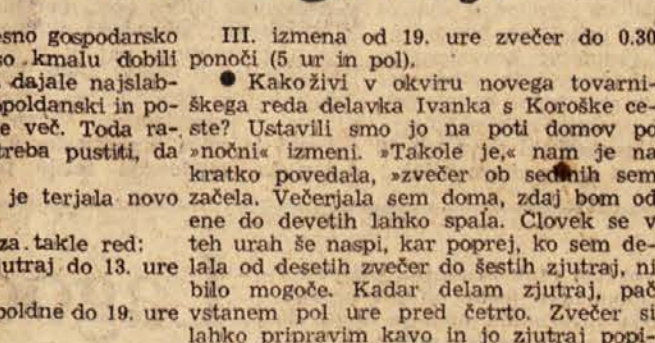 esno gospodarsko
so kmalu dobili
dajale najslab-
poldanski in po-
e več. Toda ra-
treba pustiti, da
je terjala novo
za takle red:
jutraj do 13. ure
poldne do 19. ure
III. izmena od 19. ure zvečer do 0.30
ponoči (5 ur in pol).
● Kako živi v okviru novega tovarni-
škega reda delavka Ivanka s Koroške ce-
ste? Ustavili smo jo na poti domov po
»nočni« izmeni. »Takole je,« nam je na
kratko povedala, »zvečer ob sedmih sem
začela. Večerjala sem doma, zdaj bom od
ene do devetih lahko spala. Človek se v
teh urah še naspi, kar poprej, ko sem de-
lala od desetih zvečer do šestih zjutraj, ni
bilo mogoče. Kadar delam zjutraj, pač
vstanem pol ure pred četrto. Zvečer si
lahko pripravim kavo in jo zjutraj popi-